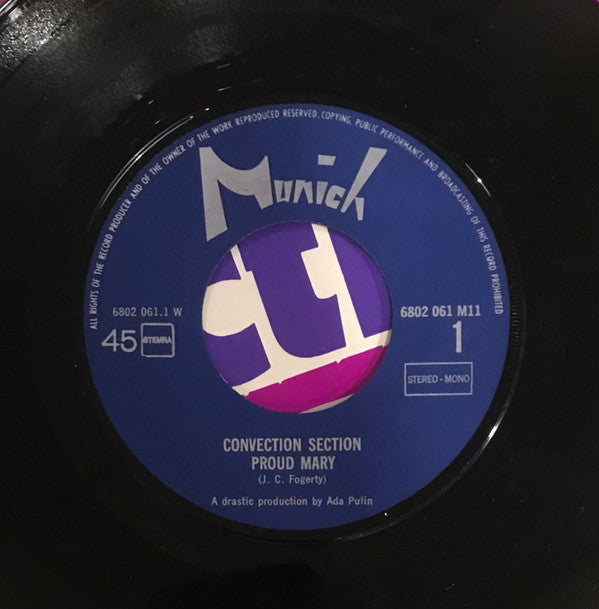 ALL RIGHTS OF THE RECORD PRODUCER AND OF THE OWNER OF THE WORK REPRODUCED RESERVED. COPYING, PUBLIC PERFORMANCE AND BROADCASTING OF THIS RECORD PROHIBITED
Munich
6802 061.1 W
6802 061 M11
45 STEMRA
1
STEREO - MONO
CONVECTION SECTION
PROUD MARY
(J. C. Fogerty)
A drastic production by Ada Pulin